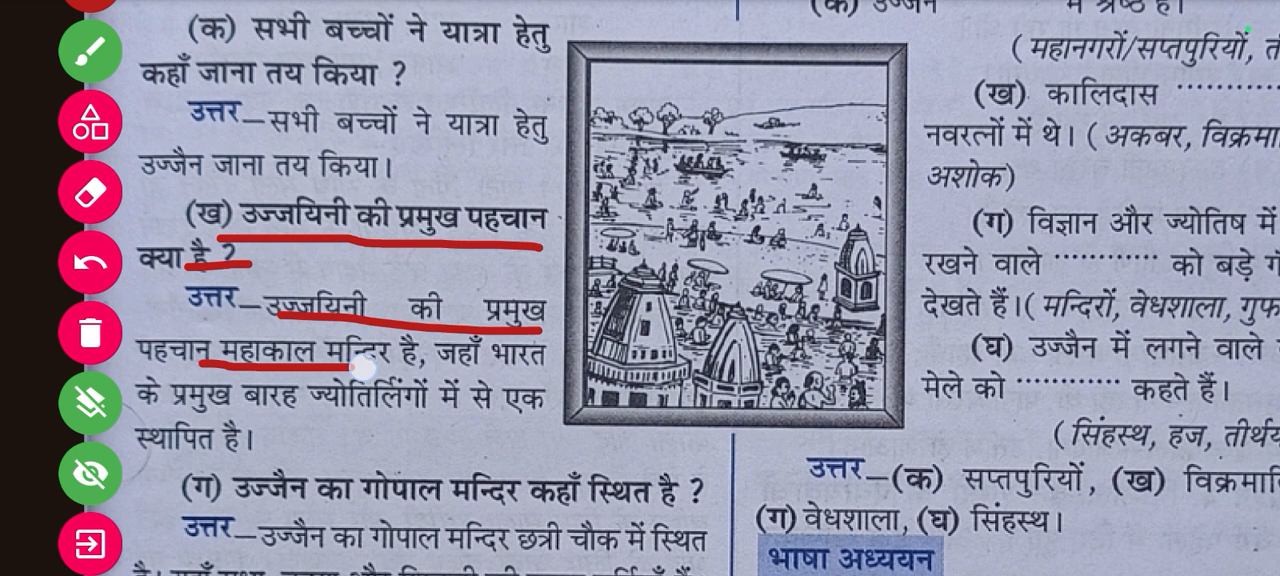 (क) सभी बच्चों ने यात्रा हेतु
कहाँ जाना तय किया ?
उत्तर—सभी बच्चों ने यात्रा हेतु
उज्जैन जाना तय किया।
(ख) उज्जयिनी की प्रमुख पहचान
क्या है ?
उत्तर—उज्जयिनी की प्रमुख
पहचान महाकाल मन्दिर है, जहाँ भारत
के प्रमुख बारह ज्योतिर्लिंगों में से एक
स्थापित है।
(ग) उज्जैन का गोपाल मन्दिर कहाँ स्थित है ?
उत्तर—उज्जैन का गोपाल मन्दिर छत्री चौक में स्थित
(क) उज्जैन में श्रेष्ठ है।
(महानगरों/सप्तपुरियों,
(ख) कालिदास ············
नवरत्नों में थे। (अकबर,
अशोक)
(ग) विज्ञान और ज्योतिष में
रखने वाले ············ को बड़े
देखते हैं। (मन्दिरों, वेधशाला,
(घ) उज्जैन में लगने वाले
मेले को ············ कहते हैं।
(सिंहस्थ, हज,
उत्तर—(क) सप्तपुरियों, (ख)
(ग) वेधशाला, (घ) सिंहस्थ।
भाषा अध्ययन